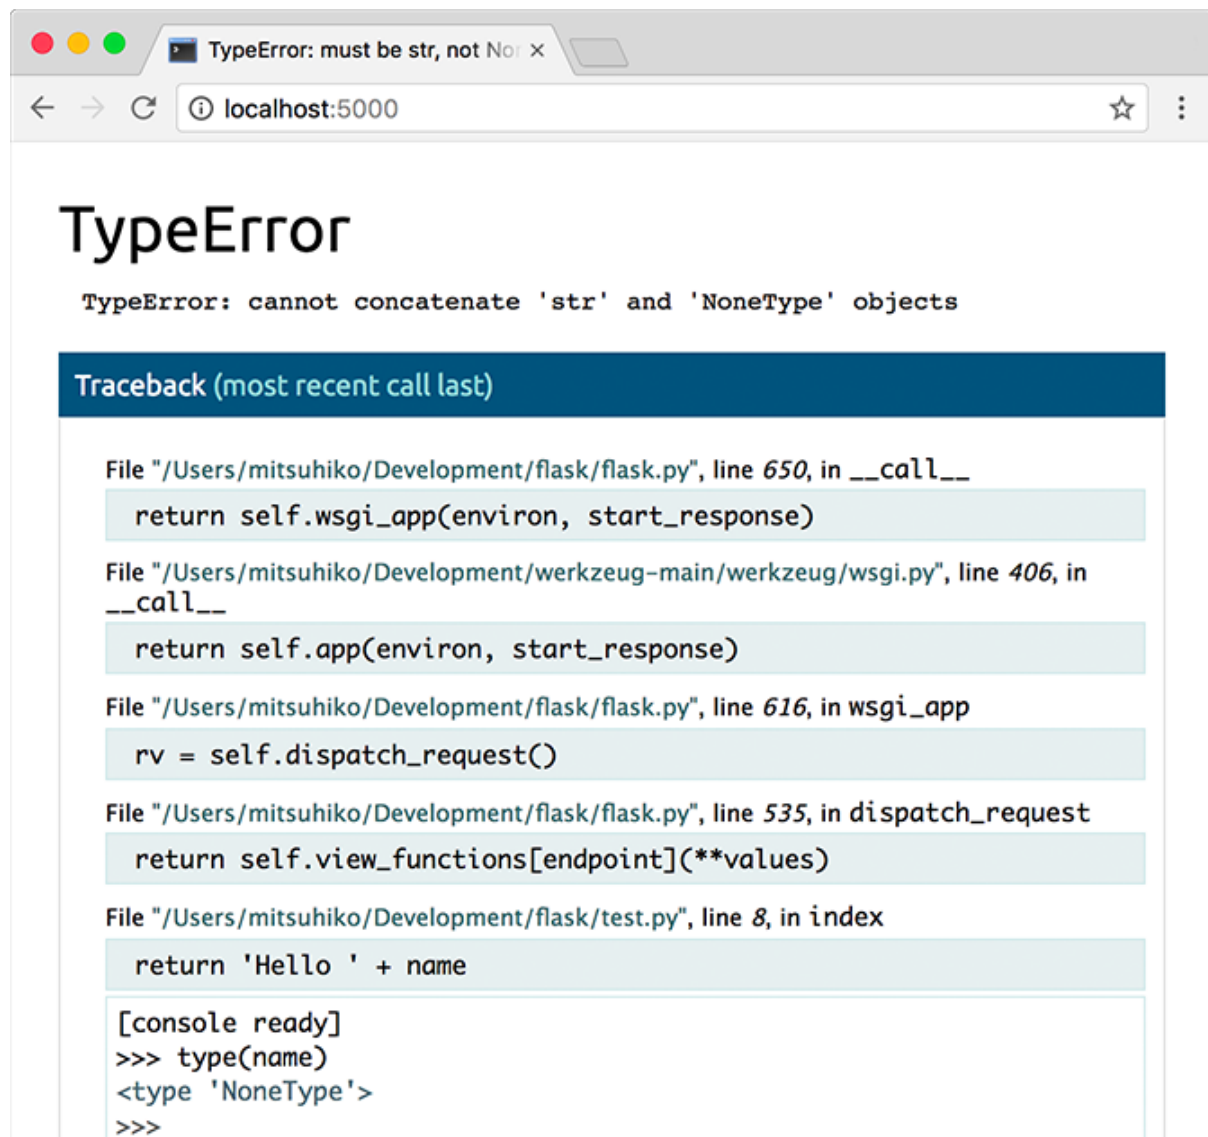 TypeError: must be str, not Non
localhost:5000
TypeError
TypeError: cannot concatenate 'str' and 'NoneType' objects
Traceback (most recent call last)
File "/Users/mitsuhiko/Development/flask/flask.py", line 650, in __call__
return self.wsgi_app(environ, start_response)
File "/Users/mitsuhiko/Development/werkzeug-main/werkzeug/wsgi.py", line 406, in
__call__
return self.app(environ, start_response)
File "/Users/mitsuhiko/Development/flask/flask.py", line 616, in wsgi_app
rv = self.dispatch_request()
File "/Users/mitsuhiko/Development/flask/flask.py", line 535, in dispatch_request
return self.view_functions[endpoint](**values)
File "/Users/mitsuhiko/Development/flask/test.py", line 8, in index
return 'Hello ' + name
[console ready]
>>> type(name)
<type 'NoneType'>
>>>